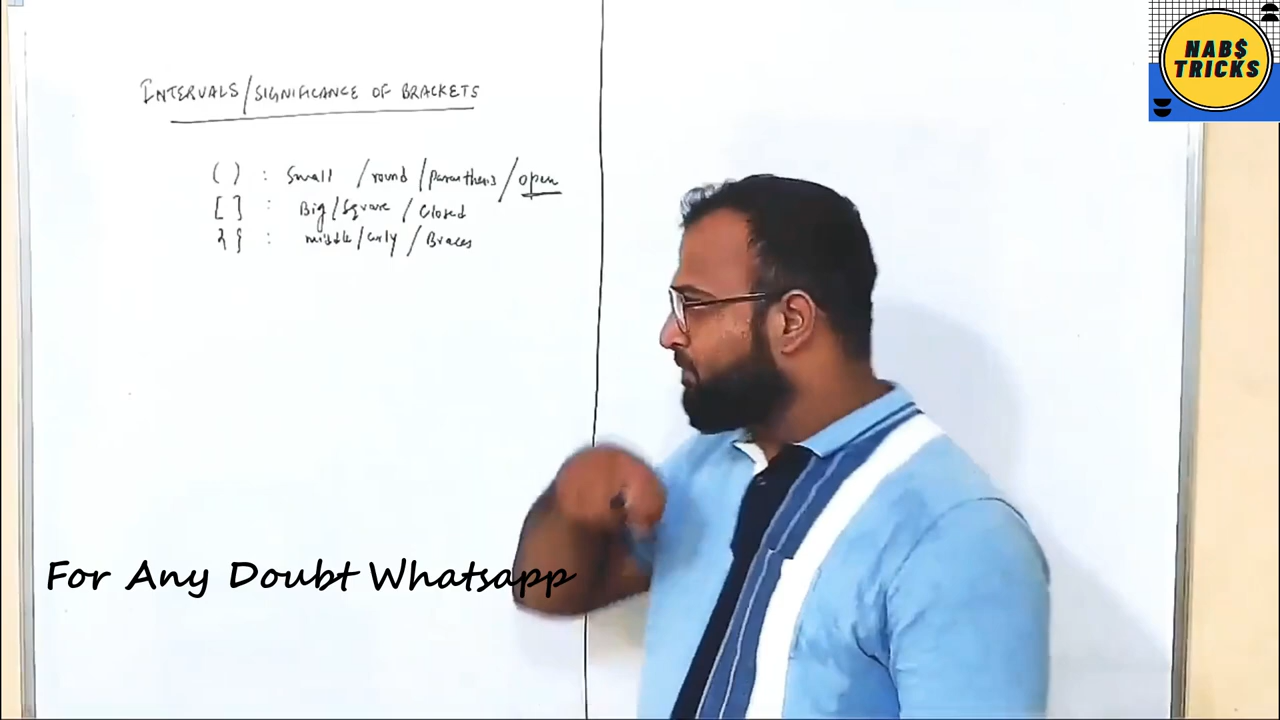 INTERVALS/SIGNIFICANCE OF BRACKETS
( ) : Small /round /Paranthesis/open
[ ] : Big/Square /Closed
{ } : middle/curly /Braces
For Any Doubt Whatsapp
NAB$
TRICKS